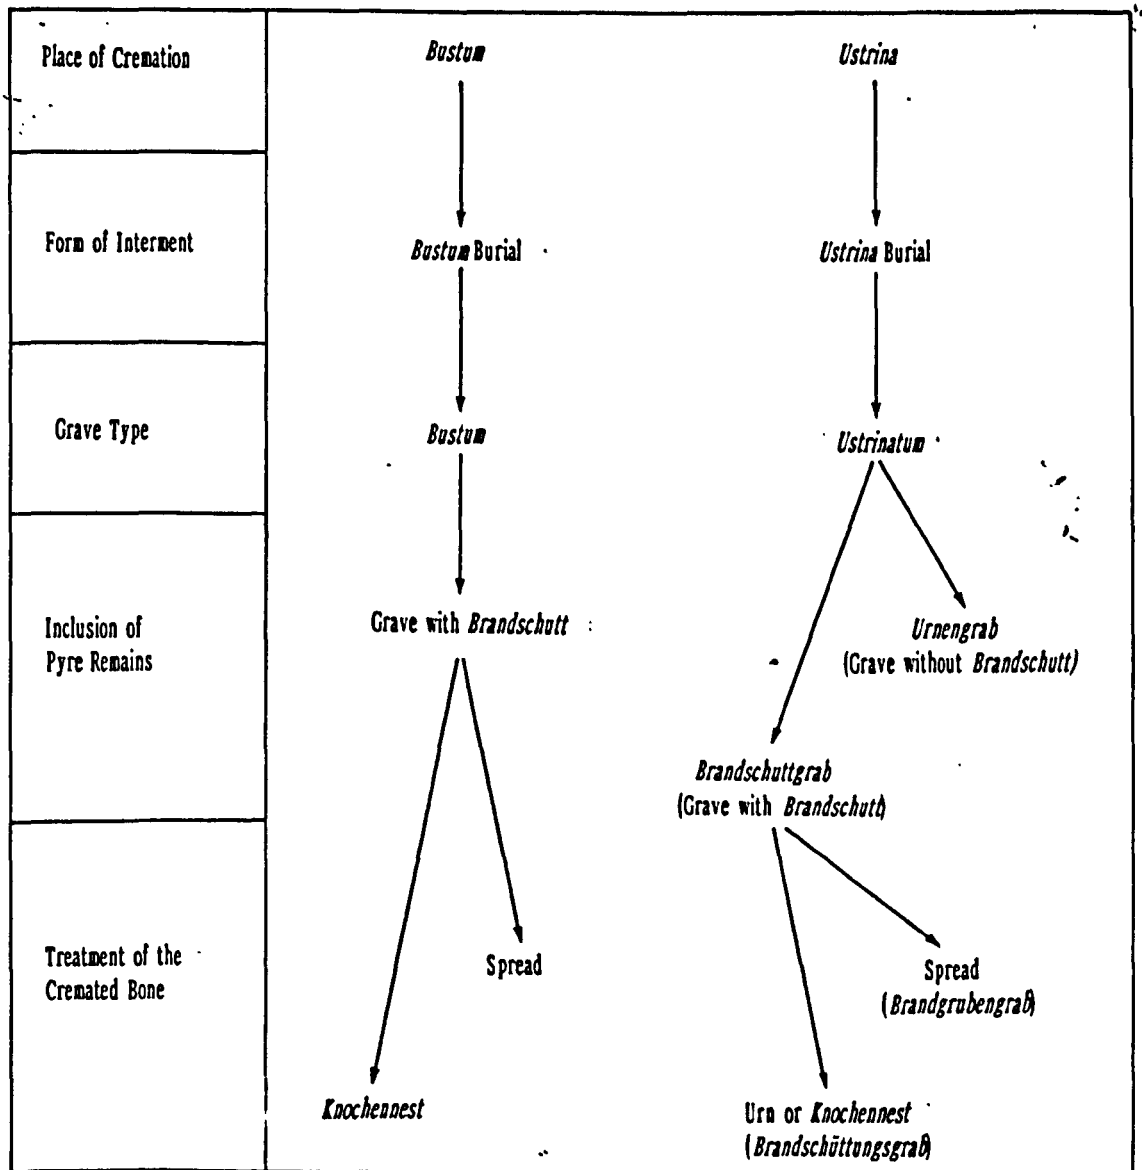 Place of Cremation
Bustum
Ustrina
Form of Interment
Bustum Burial
Ustrina Burial
Grave Type
Bustum
Ustrinatum
Inclusion of
Pyre Remains
Grave with Brandschutt
Urnengrab
(Grave without Brandschutt)
Brandschuttgrab
(Grave with Brandschutt)
Treatment of the
Cremated Bone
Spread
Spread
(Brandgrubengrab)
Knochennest
Urn or Knochennest
(Brandschüttungsgrab)